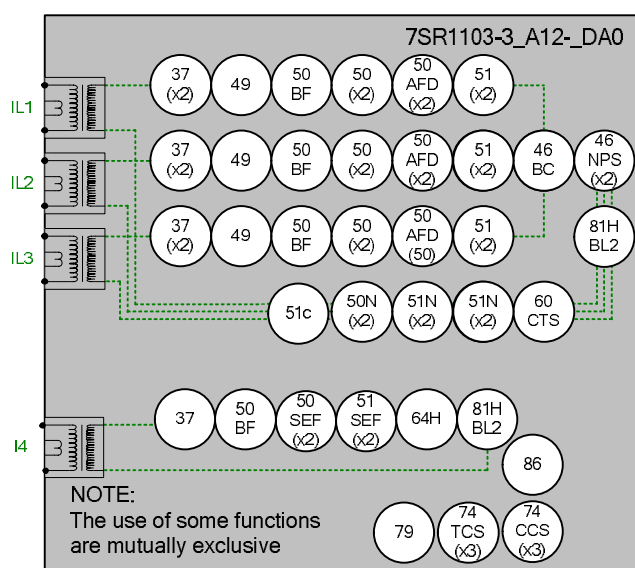 7SR1103-3_A12-_DA0
IL1
37
(x2)
49
50
BF
50
(x2)
50
AFD
(x2)
51
(x2)
IL2
37
(x2)
49
50
BF
50
(x2)
50
AFD
(x2)
51
(x2)
46
BC
46
NPS
(x2)
IL3
37
(x2)
49
50
BF
50
(x2)
50
AFD
(50)
51
(x2)
81H
BL2
51c
50N
(x2)
51N
(x2)
51N
(x2)
60
CTS
I4
37
50
BF
50
SEF
(x2)
51
SEF
(x2)
64H
81H
BL2
86
NOTE:
The use of some functions
are mutually exclusive
79
74
TCS
(x3)
74
CCS
(x3)